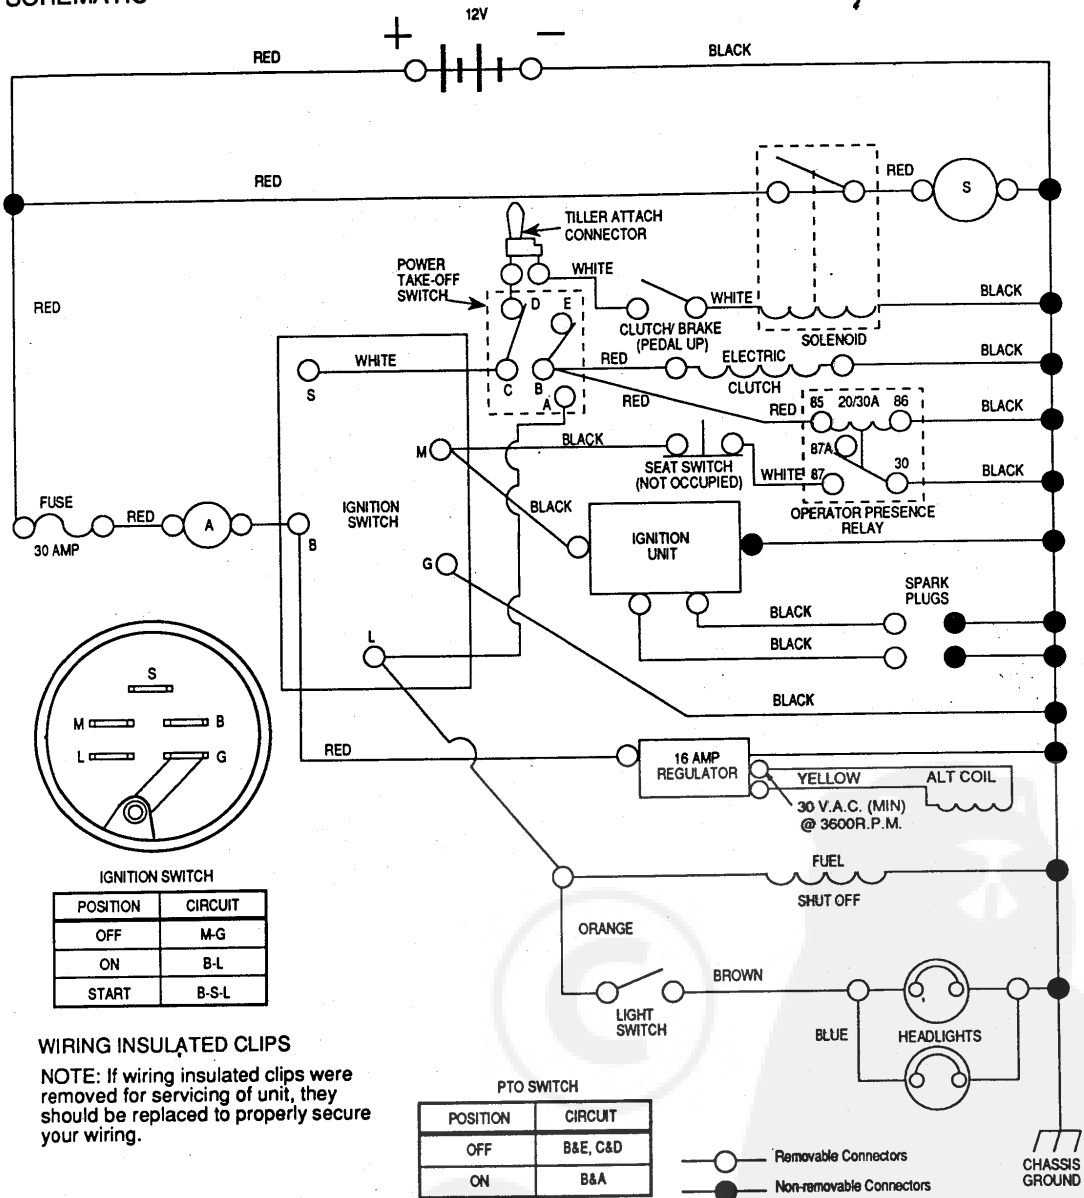 SCHEMATIC
12V
+
−
RED
BLACK
RED
RED
S
TILLER ATTACH
CONNECTOR
WHITE
POWER
TAKE-OFF
SWITCH
D
E
WHITE
BLACK
RED
CLUTCH/ BRAKE
(PEDAL UP)
SOLENOID
WHITE
S
C
B
RED
ELECTRIC
CLUTCH
BLACK
A
RED
RED
85
20/30A
86
BLACK
M
BLACK
87A
SEAT SWITCH
(NOT OCCUPIED)
WHITE
87
30
BLACK
FUSE
30 AMP
RED
A
B
IGNITION
SWITCH
BLACK
OPERATOR PRESENCE
RELAY
IGNITION
UNIT
G
SPARK
PLUGS
BLACK
BLACK
L
BLACK
S
M
B
L
G
RED
16 AMP
REGULATOR
YELLOW
ALT COIL
30 V.A.C. (MIN)
@ 3600R.P.M.
FUEL
SHUT OFF
IGNITION SWITCH
POSITION CIRCUIT
OFF M-G
ON B-L
START B-S-L
ORANGE
BROWN
LIGHT
SWITCH
BLUE
HEADLIGHTS
C
WIRING INSULATED CLIPS
NOTE: If wiring insulated clips were
removed for servicing of unit, they
should be replaced to properly secure
your wiring.
PTO SWITCH
POSITION CIRCUIT
OFF B&E, C&D
ON B&A
Removable Connectors
Non-removable Connectors
CHASSIS
GROUND